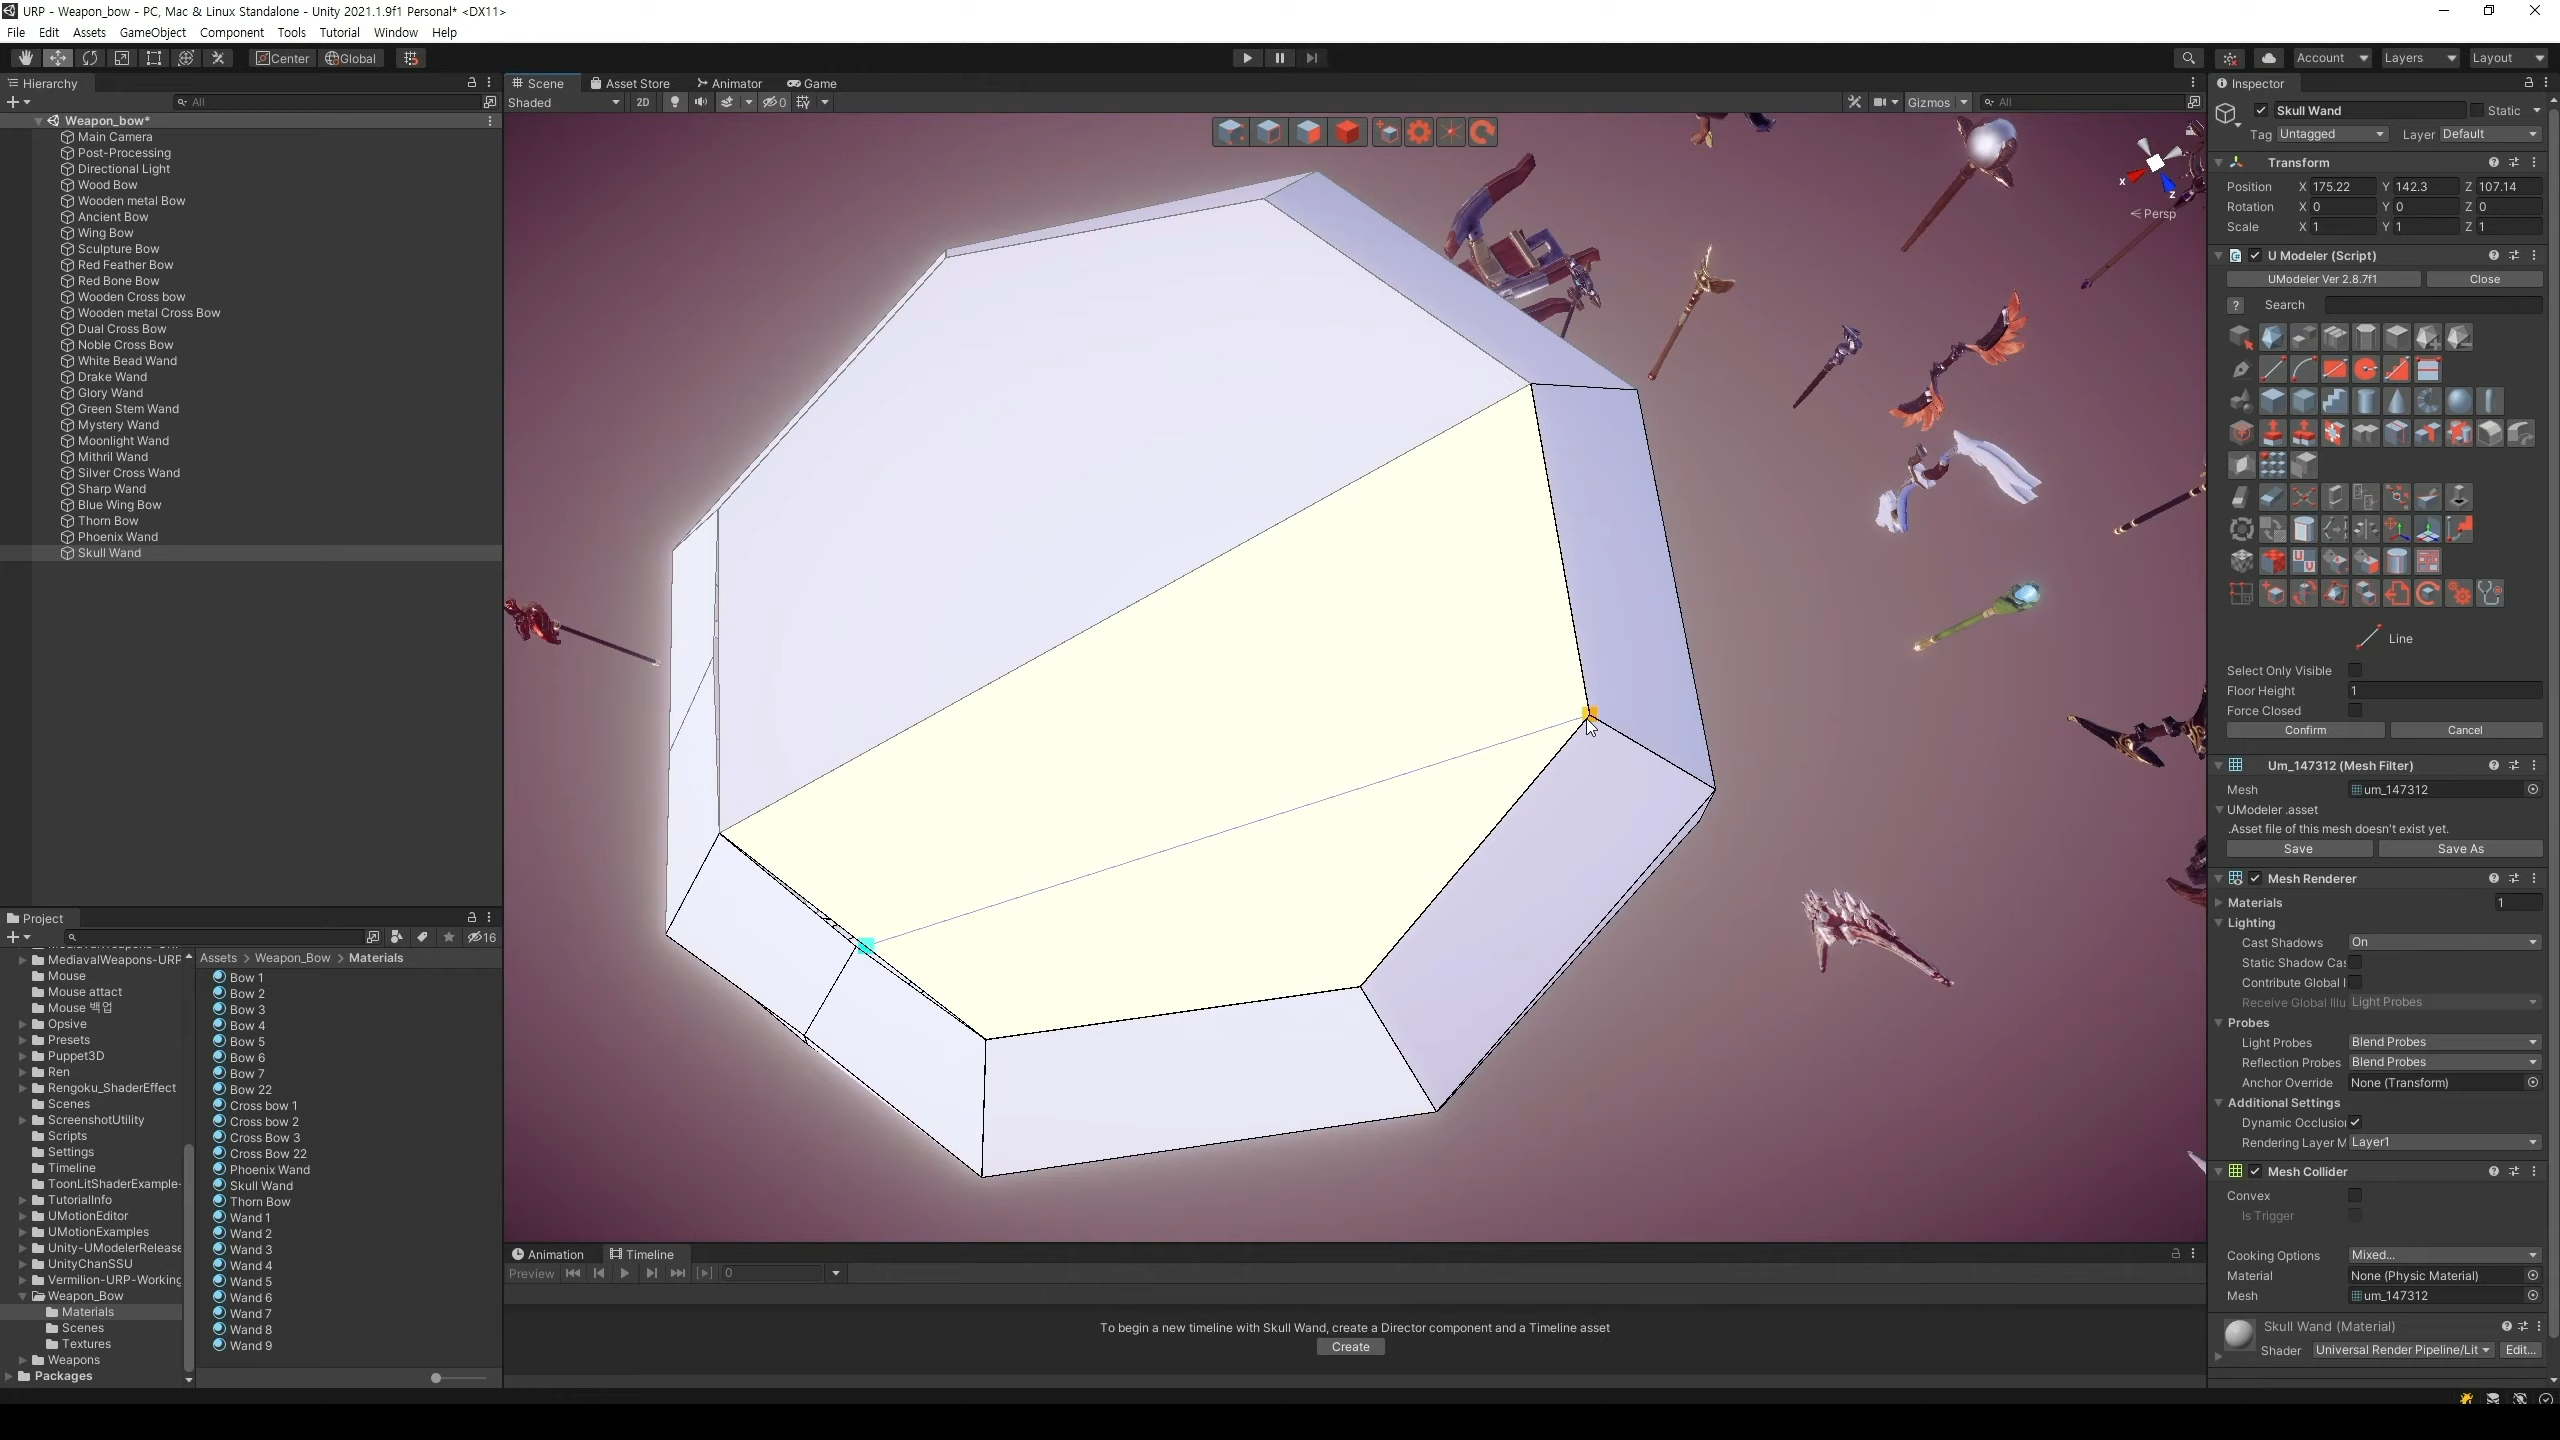 URP - Weapon_bow - PC, Mac & Linux Standalone - Unity 2021.1.9f1 Personal* <DX11>
File Edit Assets GameObject Component Tools Tutorial Window Help
Center Global
Account Layers Layout
Hierarchy
All
Weapon_bow*
Main Camera
Post-Processing
Directional Light
Wood Bow
Wooden metal Bow
Ancient Bow
Wing Bow
Sculpture Bow
Red Feather Bow
Red Bone Bow
Wooden Cross bow
Wooden metal Cross Bow
Dual Cross Bow
Noble Cross Bow
White Bead Wand
Drake Wand
Glory Wand
Green Stem Wand
Mystery Wand
Moonlight Wand
Mithril Wand
Silver Cross Wand
Sharp Wand
Blue Wing Bow
Thorn Bow
Phoenix Wand
Skull Wand
Scene Asset Store Animator Game
Shaded 2D 0 Gizmos All
x
z
Persp
Project
16
MediavalWeapons-URP
Mouse
Mouse attact
Mouse 백업
Opsive
Presets
Puppet3D
Ren
Rengoku_ShaderEffect
Scenes
ScreenshotUtility
Scripts
Settings
Timeline
ToonLitShaderExample-
TutorialInfo
UMotionEditor
UMotionExamples
Unity-UModelerRelease
UnityChanSSU
Vermilion-URP-Working
Weapon_Bow
Materials
Scenes
Textures
Weapons
Packages
Assets > Weapon_Bow > Materials
Bow 1
Bow 2
Bow 3
Bow 4
Bow 5
Bow 6
Bow 7
Bow 22
Cross bow 1
Cross bow 2
Cross Bow 3
Cross Bow 22
Phoenix Wand
Skull Wand
Thorn Bow
Wand 1
Wand 2
Wand 3
Wand 4
Wand 5
Wand 6
Wand 7
Wand 8
Wand 9
Animation Timeline
Preview 0
To begin a new timeline with Skull Wand, create a Director component and a Timeline asset
Create
Inspector
Skull Wand Static
Tag Untagged Layer Default
Transform
Position X 175.22 Y 142.3 Z 107.14
Rotation X 0 Y 0 Z 0
Scale X 1 Y 1 Z 1
U Modeler (Script)
UModeler Ver 2.8.7f1 Close
? Search
Line
Select Only Visible
Floor Height 1
Force Closed
Confirm Cancel
Um_147312 (Mesh Filter)
Mesh um_147312
UModeler .asset
.Asset file of this mesh doesn't exist yet.
Save Save As
Mesh Renderer
Materials 1
Lighting
Cast Shadows On
Static Shadow Cas
Contribute Global I
Receive Global Illu Light Probes
Probes
Light Probes Blend Probes
Reflection Probes Blend Probes
Anchor Override None (Transform)
Additional Settings
Dynamic Occlusion
Rendering Layer M Layer1
Mesh Collider
Convex
Is Trigger
Cooking Options Mixed...
Material None (Physic Material)
Mesh um_147312
Skull Wand (Material)
Shader Universal Render Pipeline/Lit Edit...